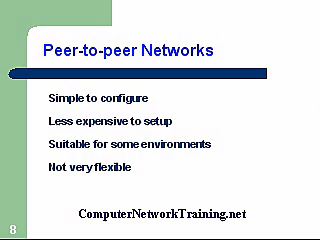 Peer-to-peer Networks
Simple to configure
Less expensive to setup
Suitable for some environments
Not very flexible
ComputerNetworkTraining.net
8